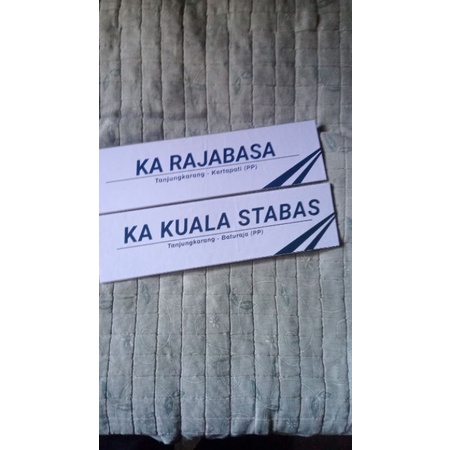 KA RAJABASA
Tanjungkarang - Kertapati (PP)
KA KUALA STABAS
Tanjungkarang - Baturaja (PP)